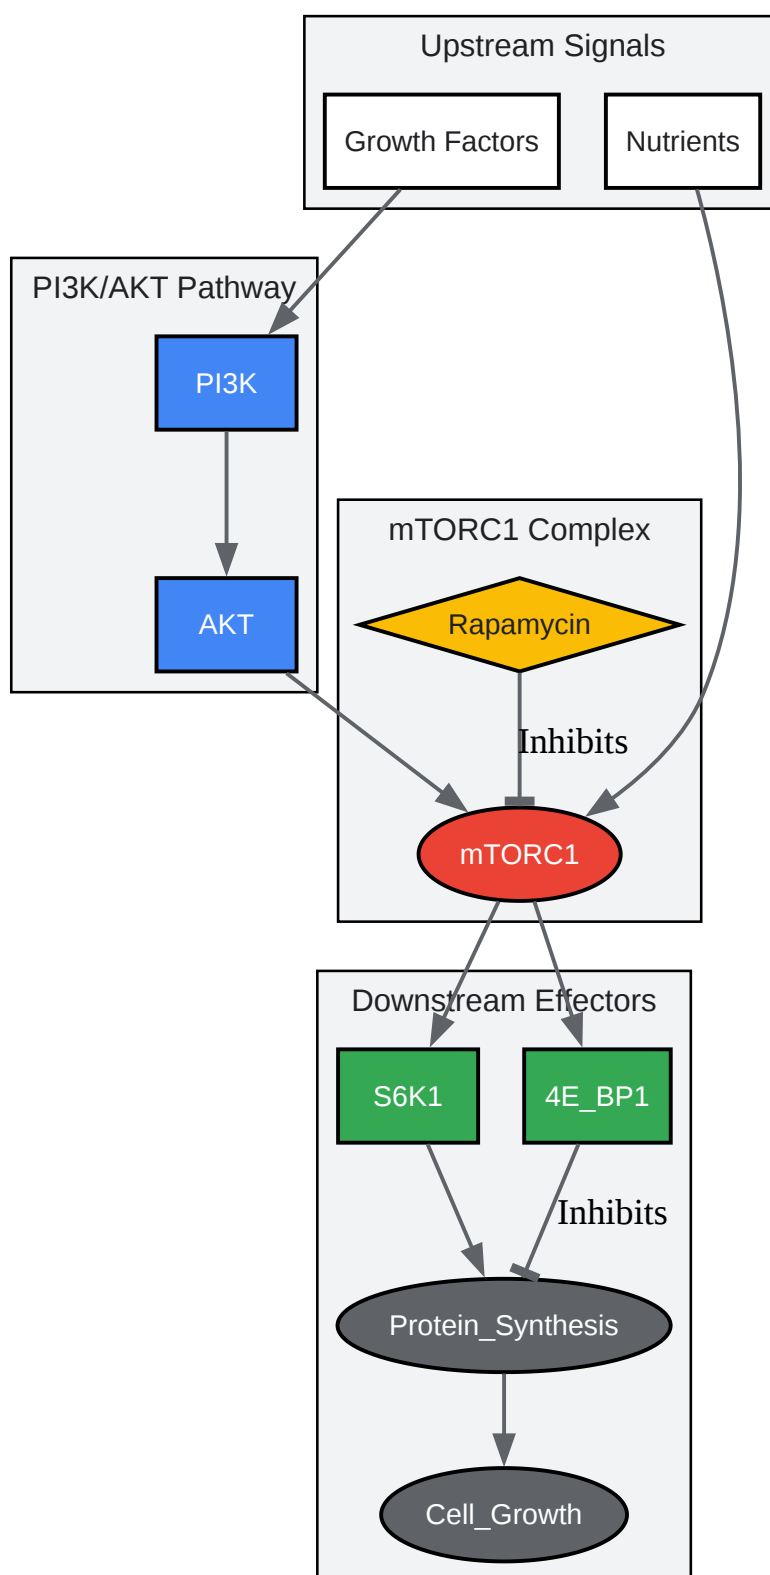 Upstream Signals
Growth Factors
Nutrients
PI3K/AKT Pathway
PI3K
AKT
mTORC1 Complex
Rapamycin
Inhibits
mTORC1
Downstream Effectors
S6K1
4E_BP1
Inhibits
Protein_Synthesis
Cell_Growth